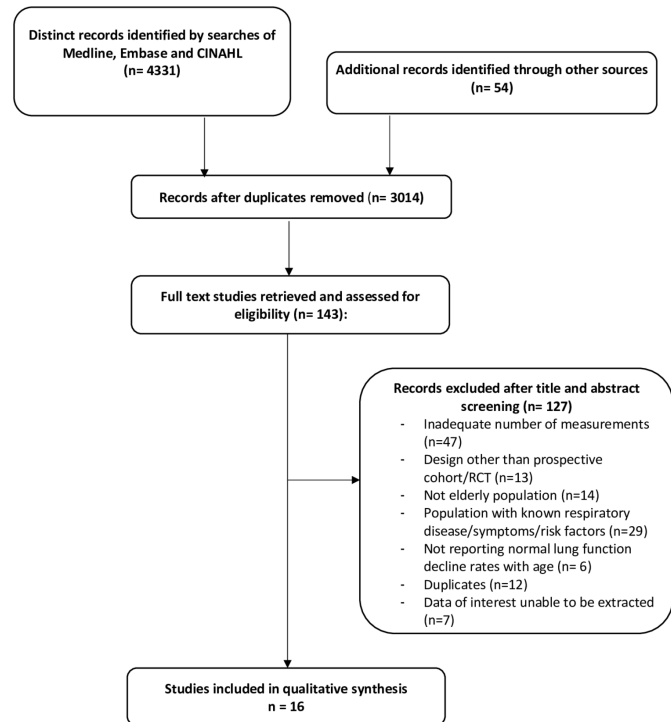 Distinct records identified by searches of
Medline, Embase and CINAHL
(n= 4331)
Additional records identified through other sources
(n= 54)
Records after duplicates removed (n= 3014)
Full text studies retrieved and assessed for
eligibility (n= 143):
Records excluded after title and abstract
screening (n= 127)
- Inadequate number of measurements
(n=47)
- Design other than prospective
cohort/RCT (n=13)
- Not elderly population (n=14)
- Population with known respiratory
disease/symptoms/risk factors (n=29)
- Not reporting normal lung function
decline rates with age (n= 6)
- Duplicates (n=12)
- Data of interest unable to be extracted
(n=7)
Studies included in qualitative synthesis
n = 16